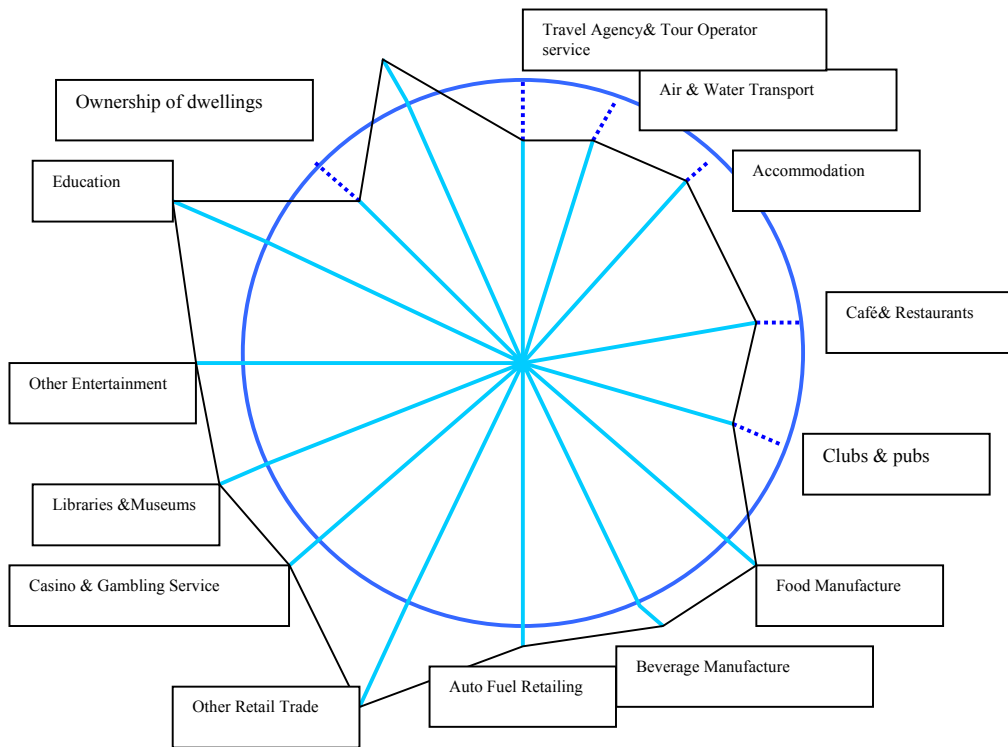 Travel Agency& Tour Operator
service
Air & Water Transport
Ownership of dwellings
Education
Accommodation
Café& Restaurants
Other Entertainment
Clubs & pubs
Libraries &Museums
Casino & Gambling Service
Food Manufacture
Beverage Manufacture
Auto Fuel Retailing
Other Retail Trade